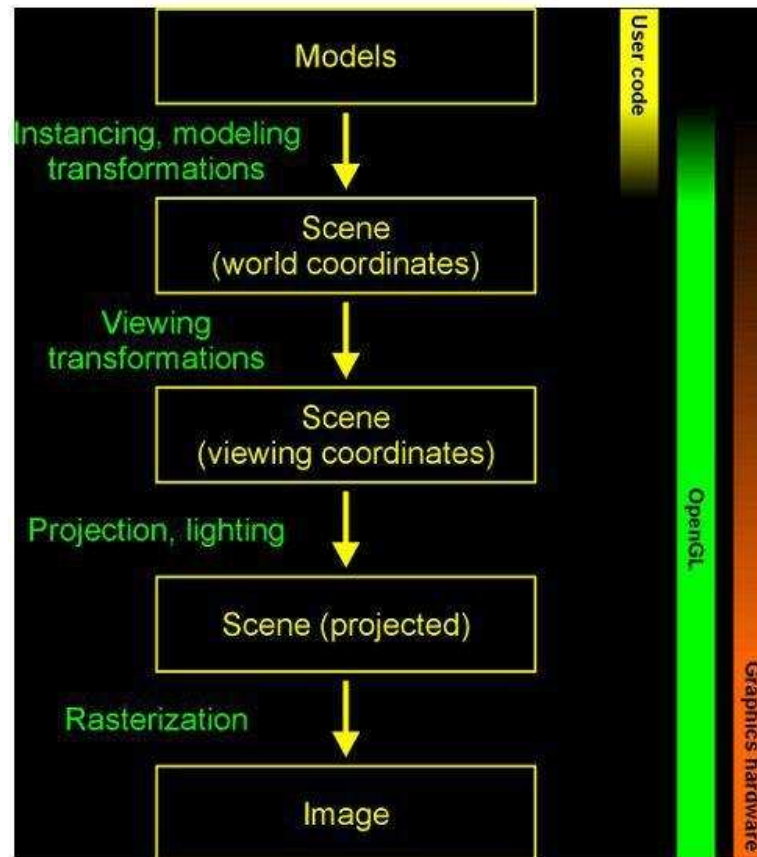 Models
Instancing, modeling
transformations
Scene
(world coordinates)
Viewing
transformations
Scene
(viewing coordinates)
Projection, lighting
Scene (projected)
Rasterization
Image
User code
OpenGL
Graphics hardware